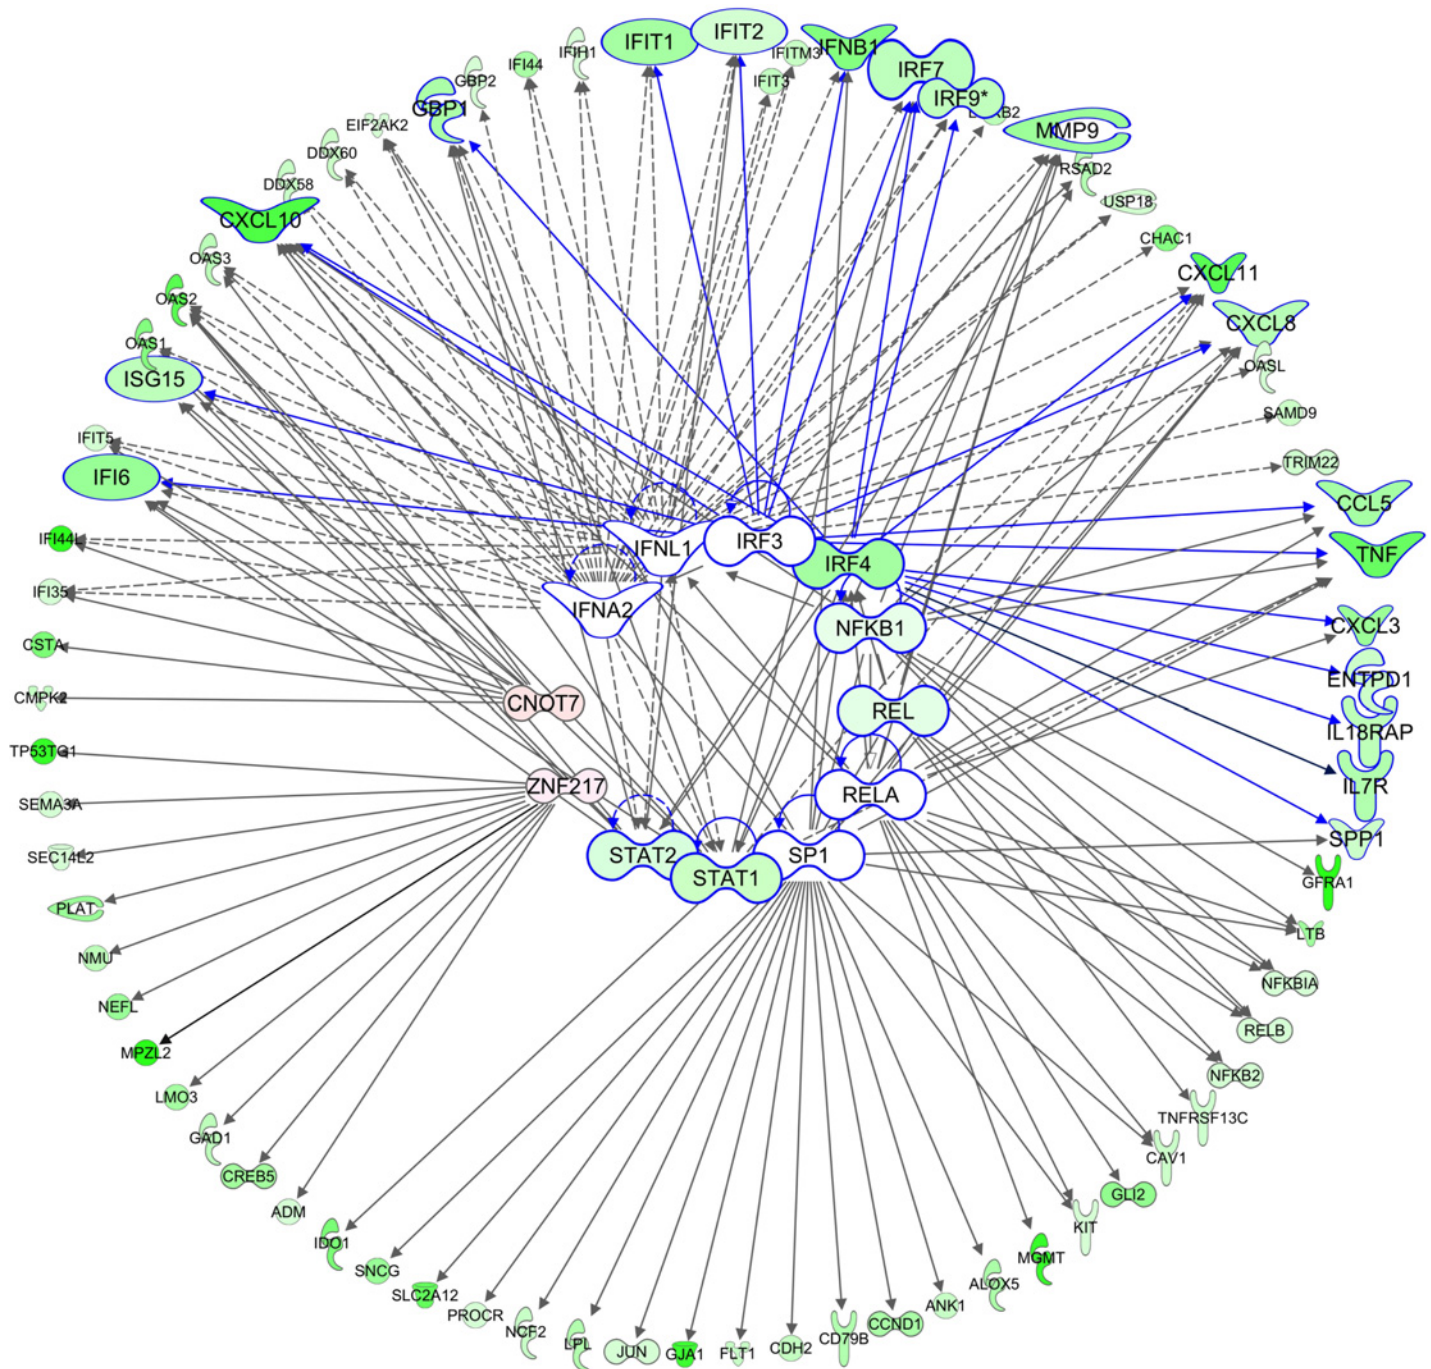 IFIT1
IFIT2
IFNB1
IFITM3
IFIH1
IFI44
GBP2
IFIT3
IRF7
IRF9*
GBP1
EIF2AK2
MMP9
DDX60
RSAD2
DDX58
USP18
CXCL10
CHAC1
OAS3
CXCL11
OAS2
CXCL8
OAS1
OASL
ISG15
SAMD9
IFIT5
TRIM22
IFI6
CCL5
IFI44L
IFNL1
IRF3
TNF
IRF4
IFI35
IFNA2
NFKB1
CXCL3
CSTA
ENTPD1
CMPK2
CNOT7
REL
IL18RAP
TP53TG1
ZNF217
RELA
IL7R
SEMA3A
SPP1
SEC14L2
STAT2
SP1
STAT1
GFRA1
PLAT
LTB
NMU
NFKBIA
NEFL
RELB
MPZL2
NFKB2
LMO3
TNFRSF13C
GAD1
CAV1
CREB5
GLI2
ADM
KIT
IDO1
MGMT
SNCG
ALOX5
SLC2A12
ANK1
PROCR
CCND1
NCF2
CD79B
LPL
CDH2
JUN
GJA1
FLT1